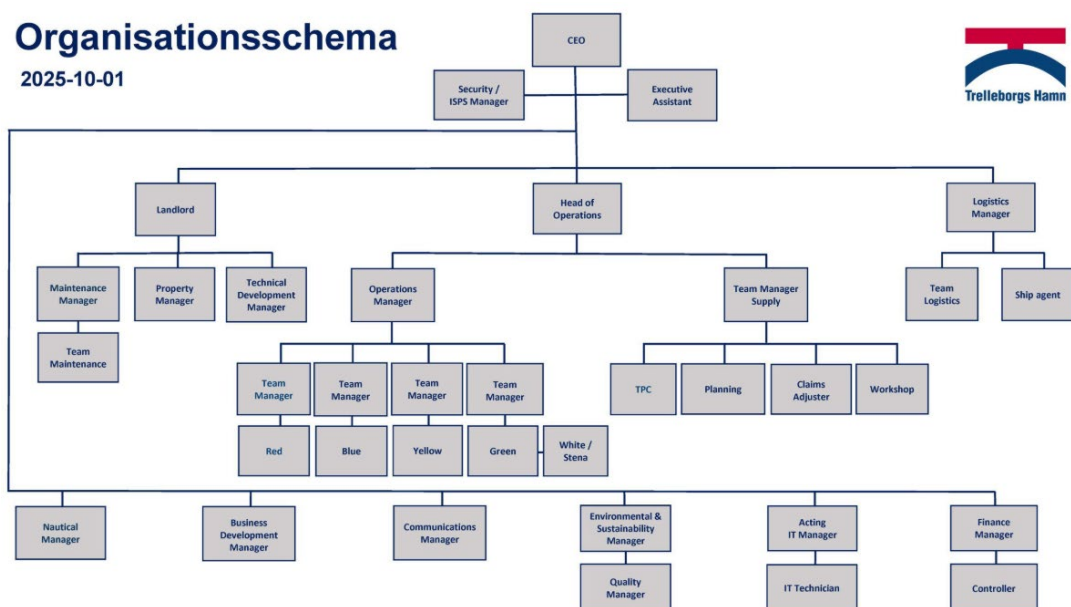 Organisationsschema
2025-10-01
CEO
Trelleborgs Hamn
Security /
ISPS Manager
Executive
Assistant
Landlord
Head of
Operations
Logistics
Manager
Maintenance
Manager
Property
Manager
Technical
Development
Manager
Operations
Manager
Team Manager
Supply
Team
Logistics
Ship agent
Team
Maintenance
Team
Manager
Team
Manager
Team
Manager
Team
Manager
TPC
Planning
Claims
Adjuster
Workshop
Red
Blue
Yellow
Green
White /
Stena
Nautical
Manager
Business
Development
Manager
Communications
Manager
Environmental &
Sustainability
Manager
Acting
IT Manager
Finance
Manager
Quality
Manager
IT Technician
Controller